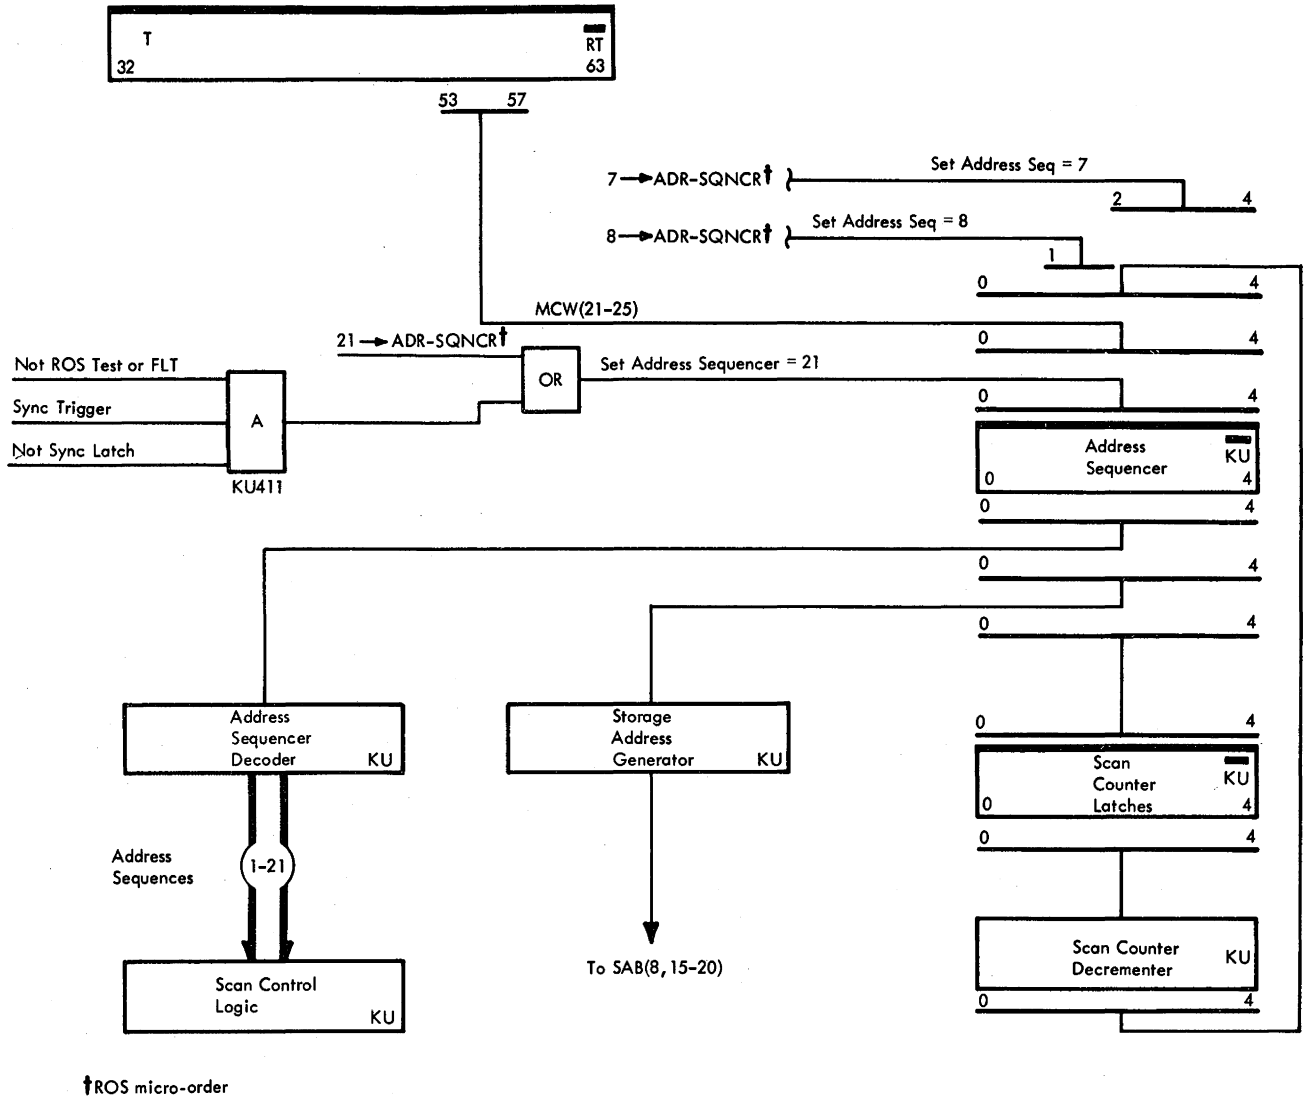 T
RT
32 63
53 57
7→ADR-SQNCR† Set Address Seq = 7
2 4
8→ADR-SQNCR† Set Address Seq = 8
1
0 4
MCW(21-25)
0 4
21→ADR-SQNCR†
OR
Set Address Sequencer = 21
0 4
Not ROS Test or FLT
Sync Trigger
Not Sync Latch
A
KU411
Address
Sequencer
KU
0 4
0 4
0 4
0 4
Address
Sequencer
Decoder KU
Storage
Address
Generator KU
0 4
Scan
Counter
Latches
KU
0 4
0 4
Address
Sequences
1-21
Scan Control
Logic
KU
To SAB(8,15-20)
Scan Counter
Decrementer
KU
0 4
†ROS micro-order